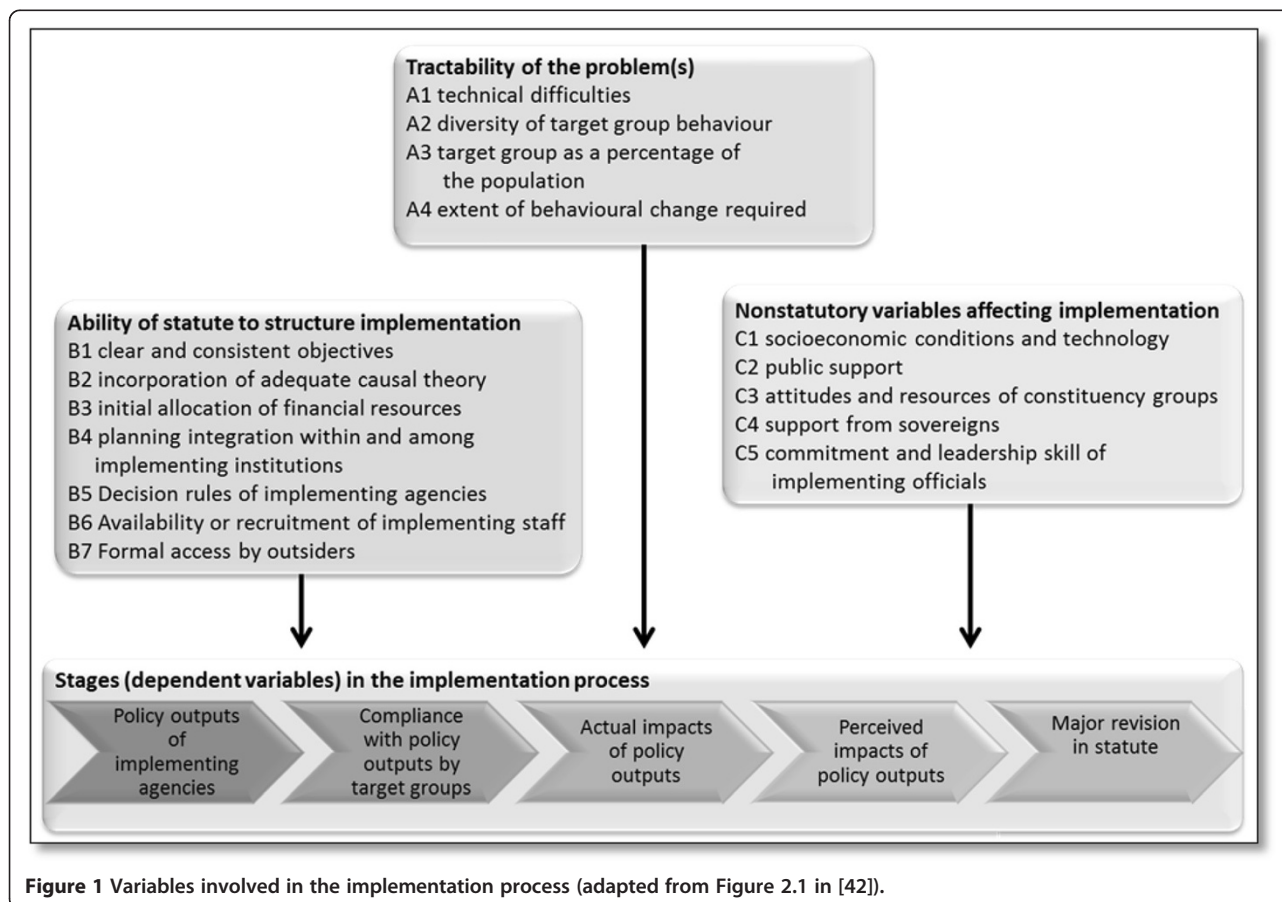 Tractability of the problem(s)
A1 technical difficulties
A2 diversity of target group behaviour
A3 target group as a percentage of
the population
A4 extent of behavioural change required
Ability of statute to structure implementation
B1 clear and consistent objectives
B2 incorporation of adequate causal theory
B3 initial allocation of financial resources
B4 planning integration within and among
implementing institutions
B5 Decision rules of implementing agencies
B6 Availability or recruitment of implementing staff
B7 Formal access by outsiders
Nonstatutory variables affecting implementation
C1 socioeconomic conditions and technology
C2 public support
C3 attitudes and resources of constituency groups
C4 support from sovereigns
C5 commitment and leadership skill of
implementing officials
Stages (dependent variables) in the implementation process
Policy outputs
of
implementing
agencies
Compliance
with policy
outputs by
target groups
Actual impacts
of policy
outputs
Perceived
impacts of
policy outputs
Major revision
in statute
Figure 1 Variables involved in the implementation process (adapted from Figure 2.1 in [42]).